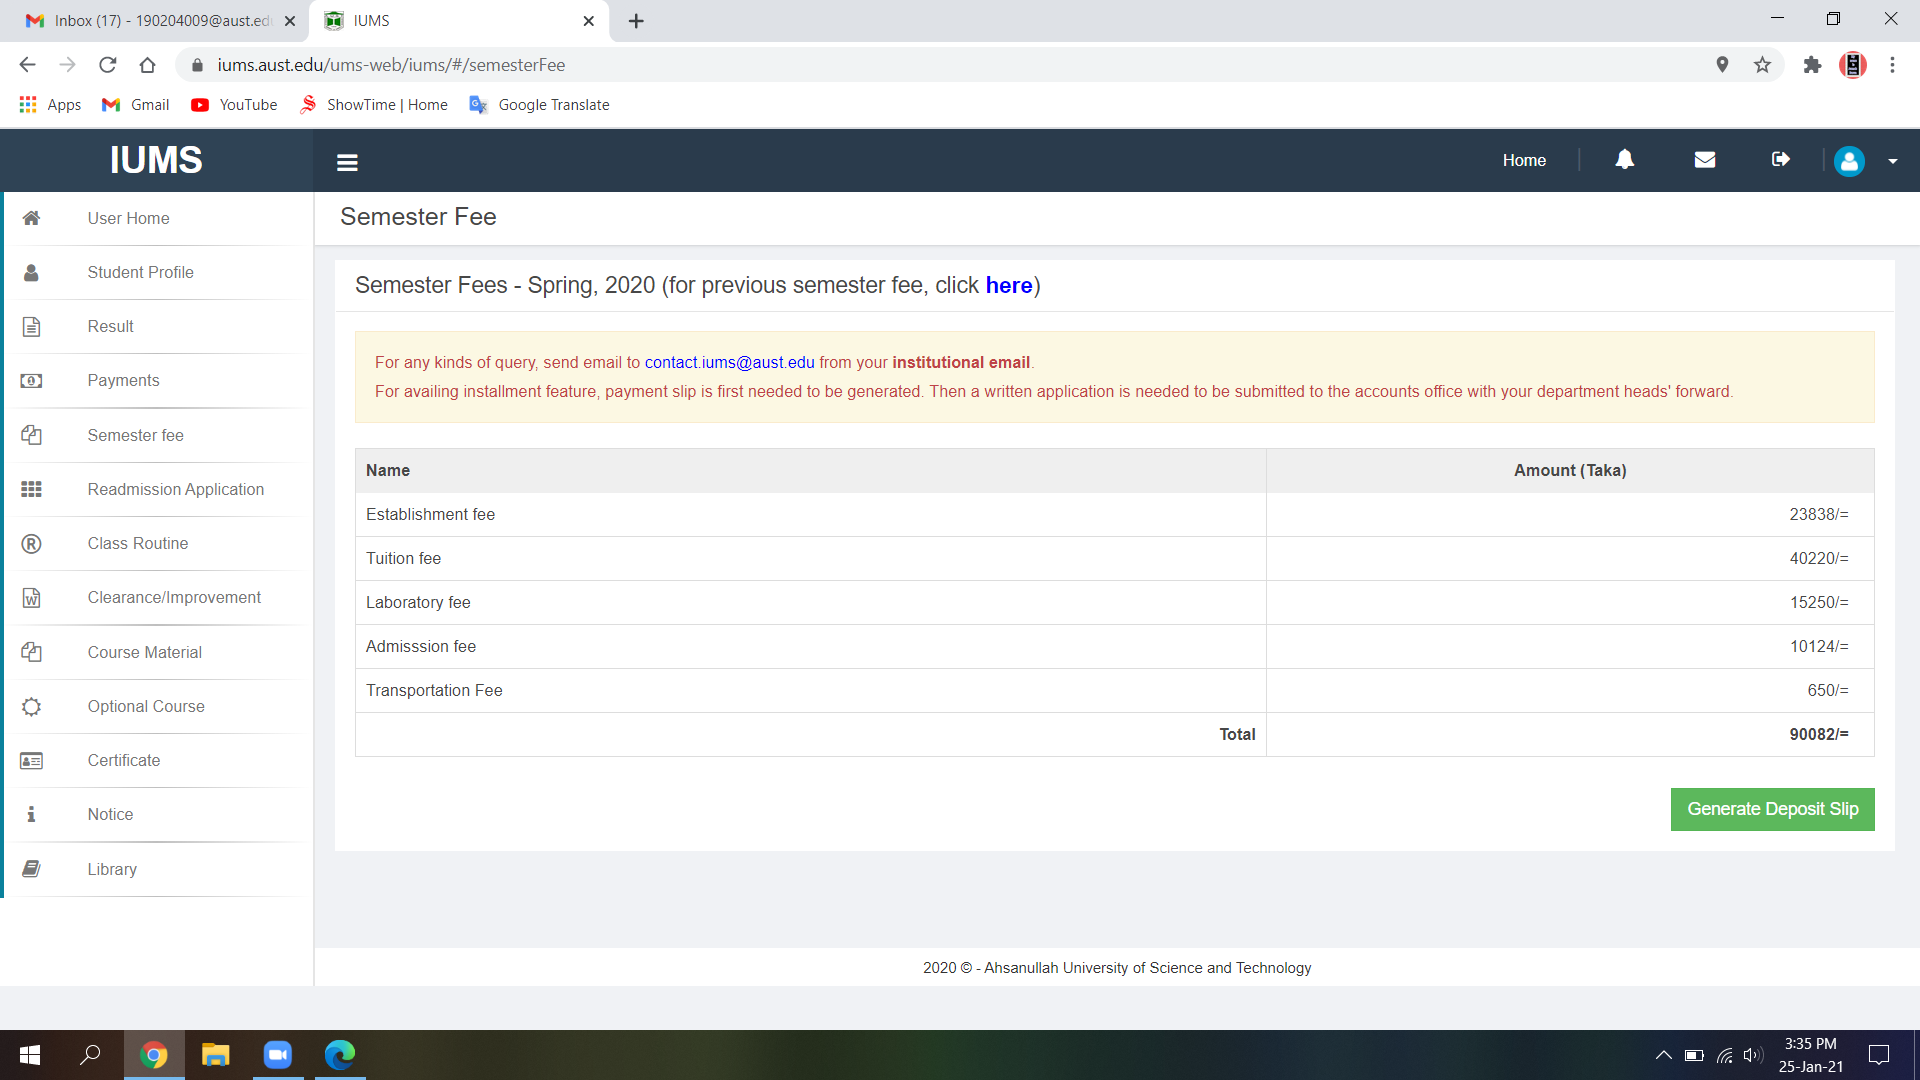 Inbox (17) - 190204009@aust.ed
IUMS
iums.aust.edu/ums-web/iums/#/semesterFee
Apps Gmail YouTube ShowTime | Home Google Translate
IUMS Home
User Home
Student Profile
Result
Payments
Semester fee
Readmission Application
Class Routine
Clearance/Improvement
Course Material
Optional Course
Certificate
Notice
Library
Semester Fee
Semester Fees - Spring, 2020 (for previous semester fee, click here)
For any kinds of query, send email to contact.iums@aust.edu from your institutional email.
For availing installment feature, payment slip is first needed to be generated. Then a written application is needed to be submitted to the accounts office with your department heads' forward.
Name Amount (Taka)
Establishment fee 23838/=
Tuition fee 40220/=
Laboratory fee 15250/=
Admisssion fee 10124/=
Transportation Fee 650/=
Total 90082/=
Generate Deposit Slip
2020 © - Ahsanullah University of Science and Technology
3:35 PM
25-Jan-21